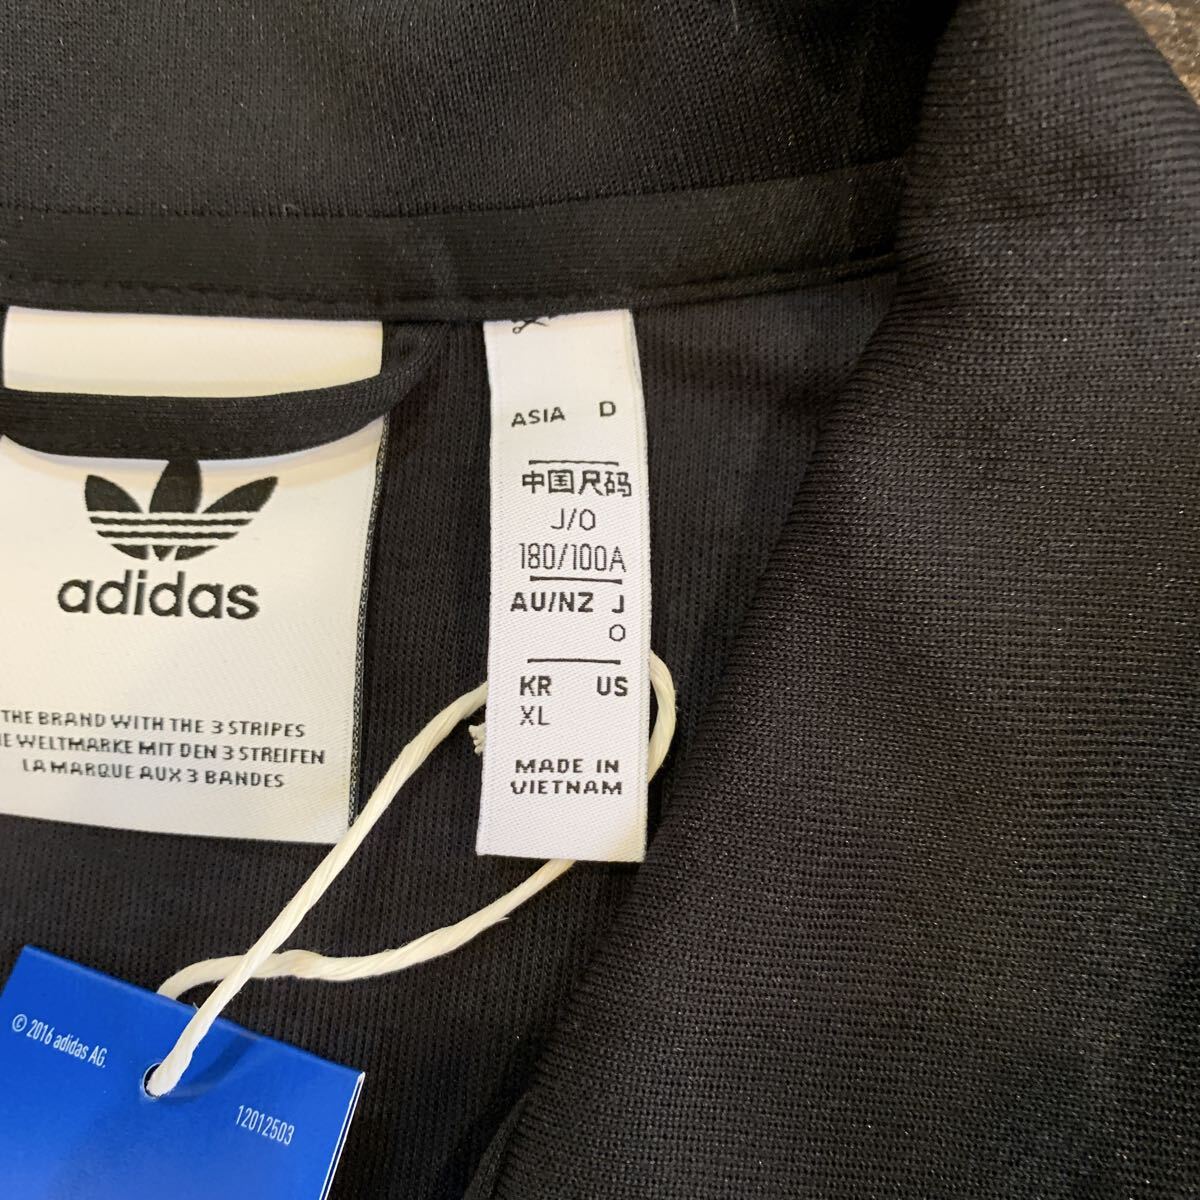 adidas
THE BRAND WITH THE 3 STRIPES
IE WELTMARKE MIT DEN 3 STREIFEN
LA MARQUE AUX 3 BANDES
ASIA D
中国尺码
J/O
180/100A
AU/NZ J
O
KR US
XL
MADE IN
VIETNAM
© 2016 adidas AG.
12012503